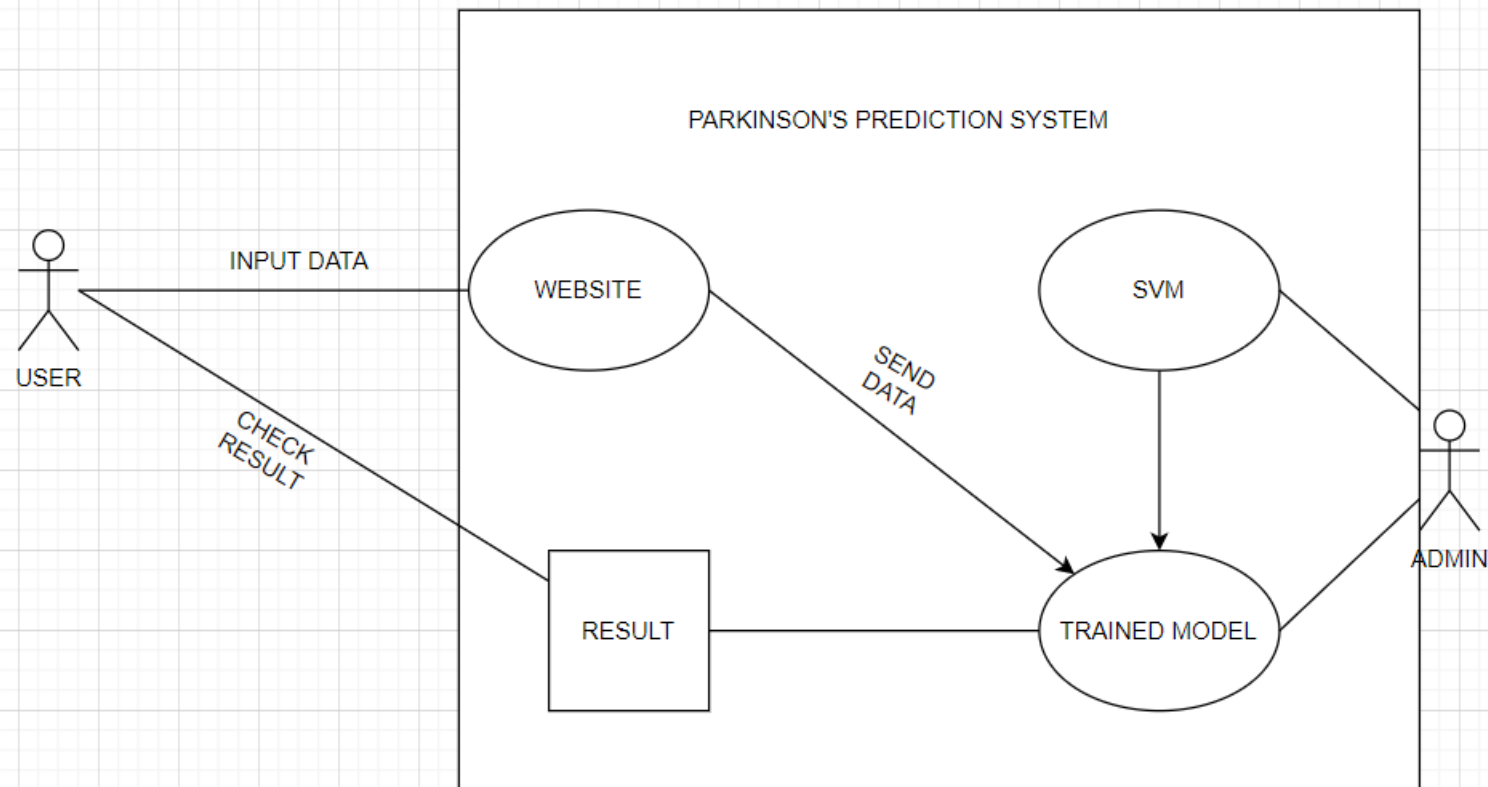 PARKINSON'S PREDICTION SYSTEM
INPUT DATA
WEBSITE
SVM
USER
SEND
DATA
CHECK
RESULT
ADMIN
RESULT
TRAINED MODEL